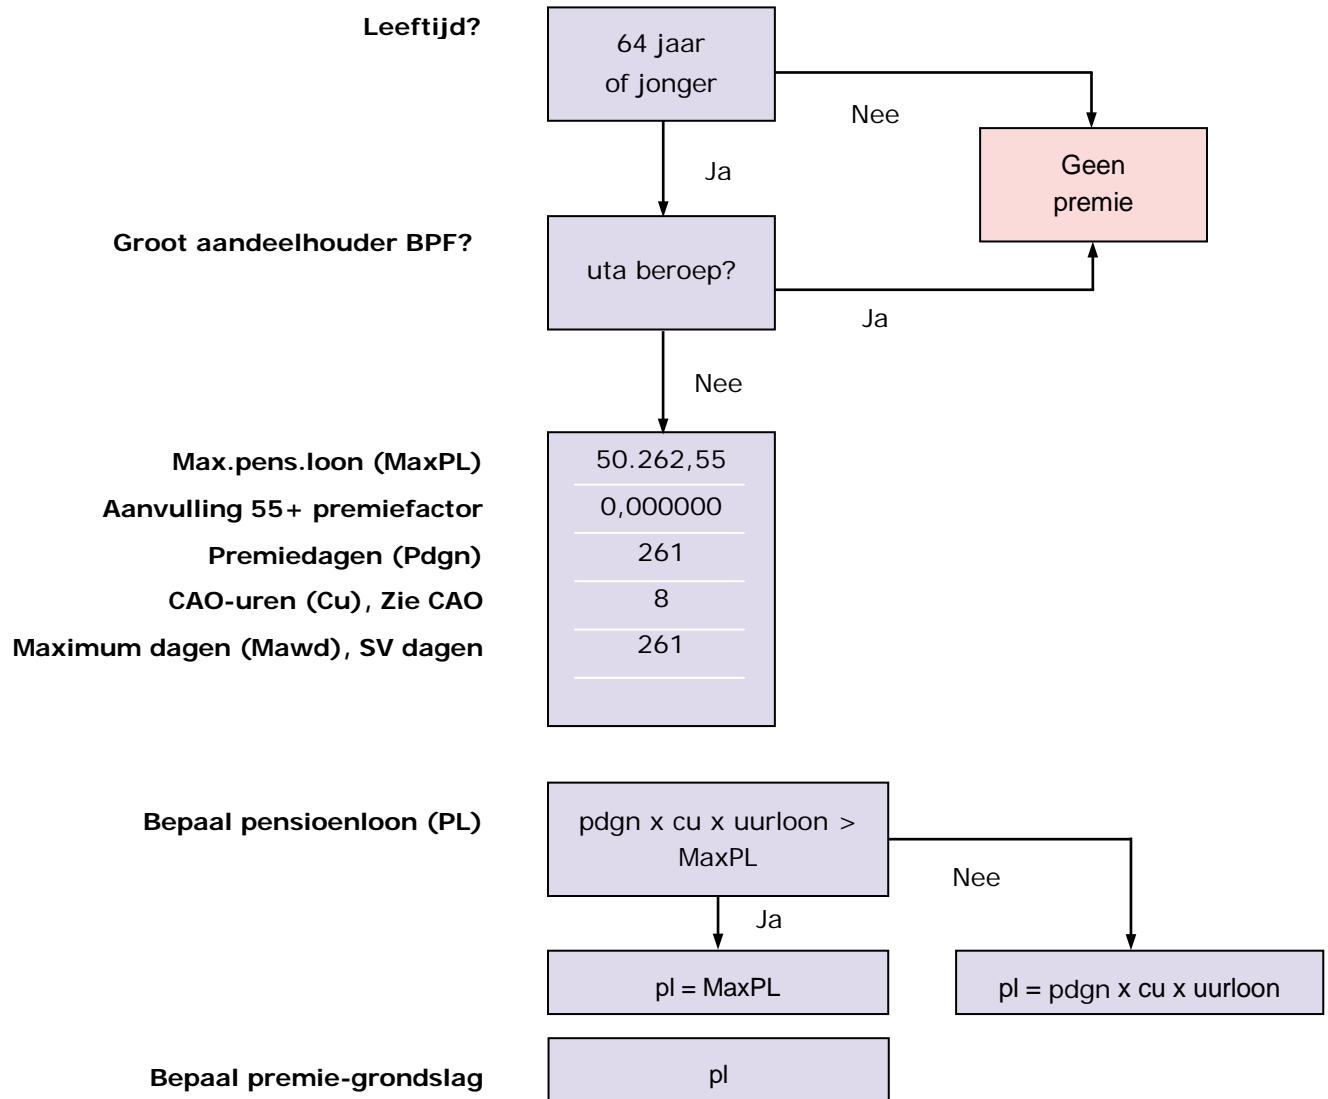 Leeftijd?
64 jaar
of jonger
Nee
Geen
premie
Ja
Groot aandeelhouder BPF?
uta beroep?
Ja
Nee
Max.pens.loon (MaxPL)
50.262,55
Aanvulling 55+ premiefactor
0,000000
Premiedagen (Pdgn)
261
CAO-uren (Cu), Zie CAO
8
Maximum dagen (Mawd), SV dagen
261
Bepaal pensioenloon (PL)
pdgn x cu x uurloon >
MaxPL
Nee
Ja
pl = MaxPL
pl = pdgn x cu x uurloon
Bepaal premie-grondslag
pl